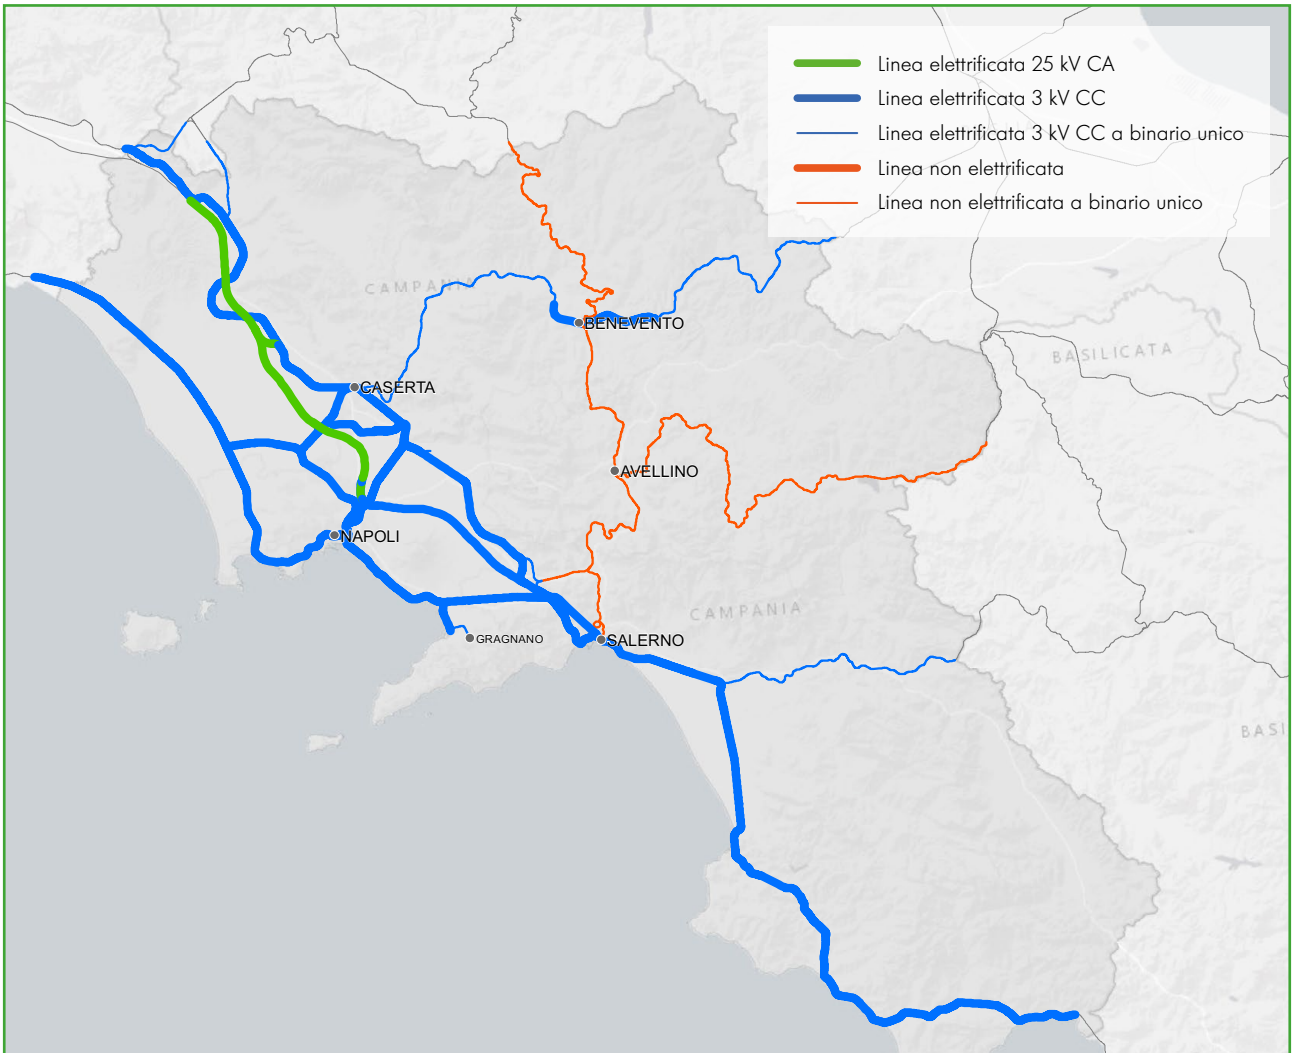 Linea elettrificata 25 kV CA
Linea elettrificata 3 kV CC
Linea elettrificata 3 kV CC a binario unico
Linea non elettrificata
Linea non elettrificata a binario unico
CAMPANIA
BENEVENTO
BASILICATA
CASERTA
AVELLINO
NAPOLI
CAMPANIA
GRAGNANO
SALERNO
BASI